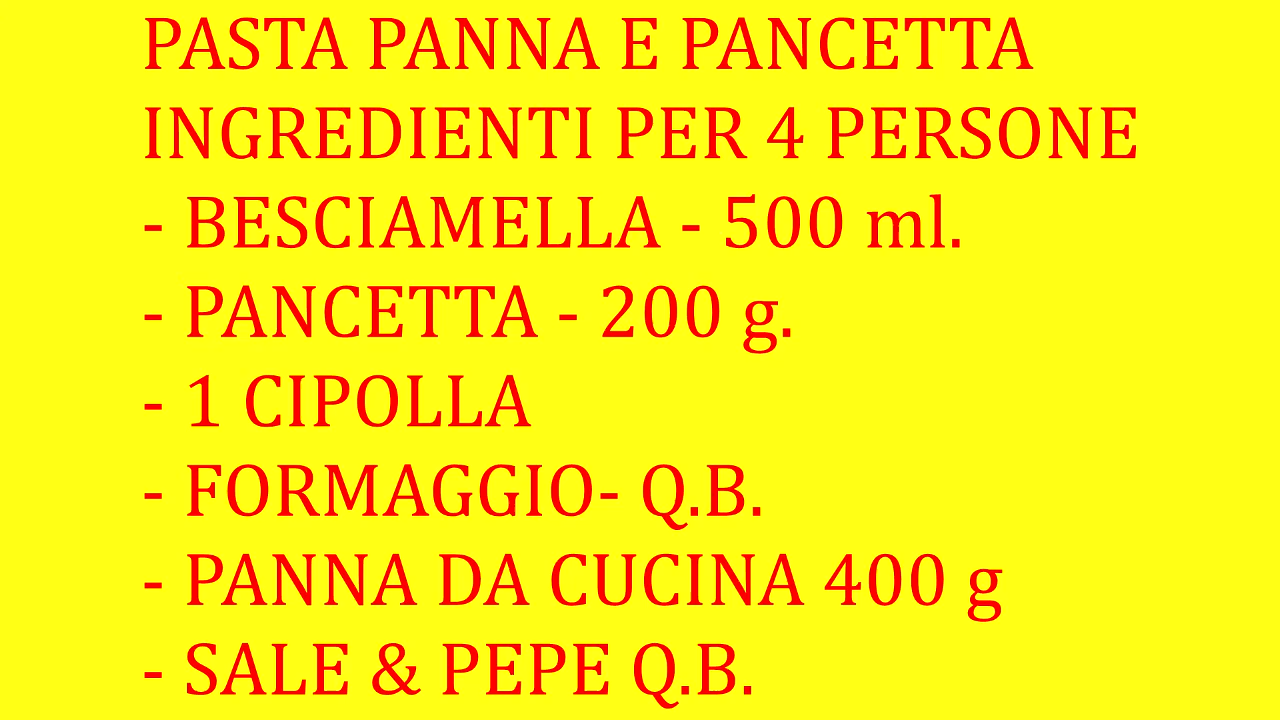 PASTA PANNA E PANCETTA
INGREDIENTI PER 4 PERSONE
- BESCIAMELLA - 500 ml.
- PANCETTA - 200 g.
- 1 CIPOLLA
- FORMAGGIO- Q.B.
- PANNA DA CUCINA 400 g
- SALE & PEPE Q.B.